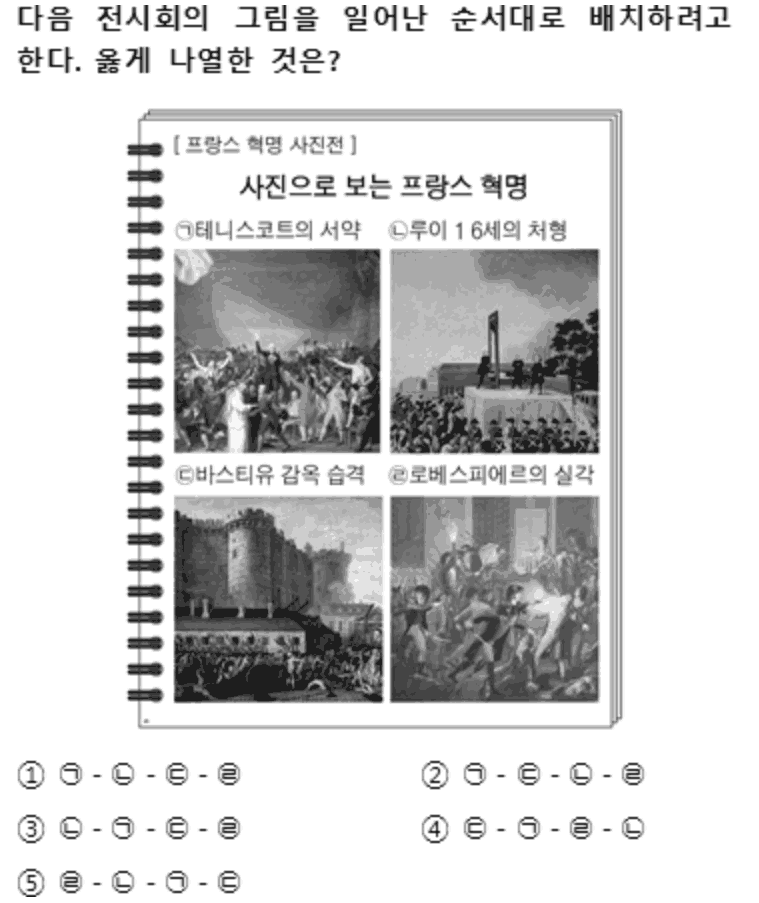 다음 전시회의 그림을 일어난 순서대로 배치하려고
한다. 옳게 나열한 것은?
[ 프랑스 혁명 사진전 ]
사진으로 보는 프랑스 혁명
㉠테니스코트의 서약 ㉡루이 1 6세의 처형
㉢바스티유 감옥 습격 ㉣로베스피에르의 실각
① ㉠ - ㉡ - ㉢ - ㉣ ② ㉠ - ㉢ - ㉡ - ㉣
③ ㉡ - ㉠ - ㉢ - ㉣ ④ ㉢ - ㉠ - ㉣ - ㉡
⑤ ㉣ - ㉡ - ㉠ - ㉢